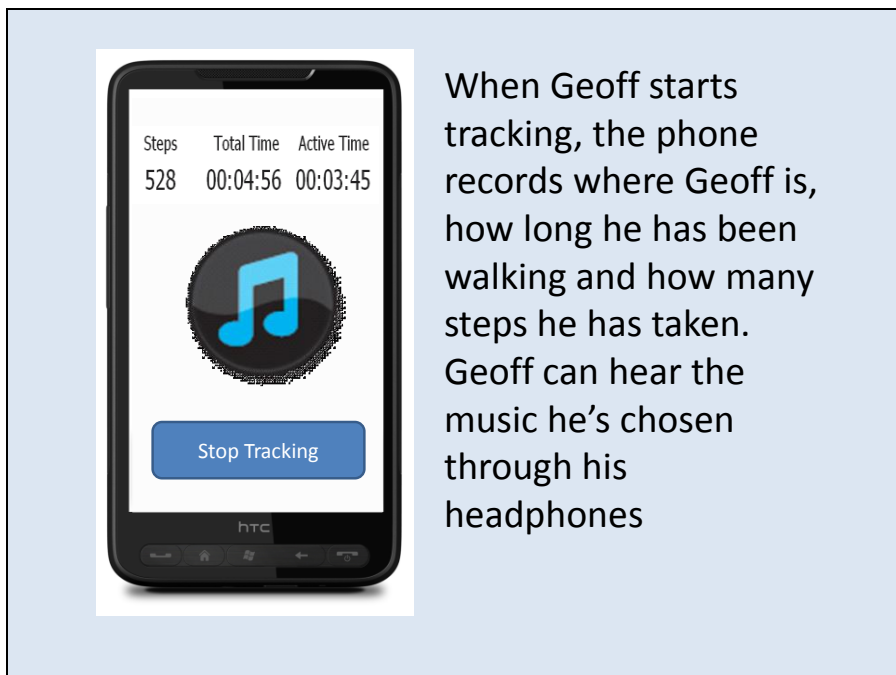 Steps Total Time Active Time
528 00:04:56 00:03:45
Stop Tracking
hTC
When Geoff starts
tracking, the phone
records where Geoff is,
how long he has been
walking and how many
steps he has taken.
Geoff can hear the
music he’s chosen
through his
headphones